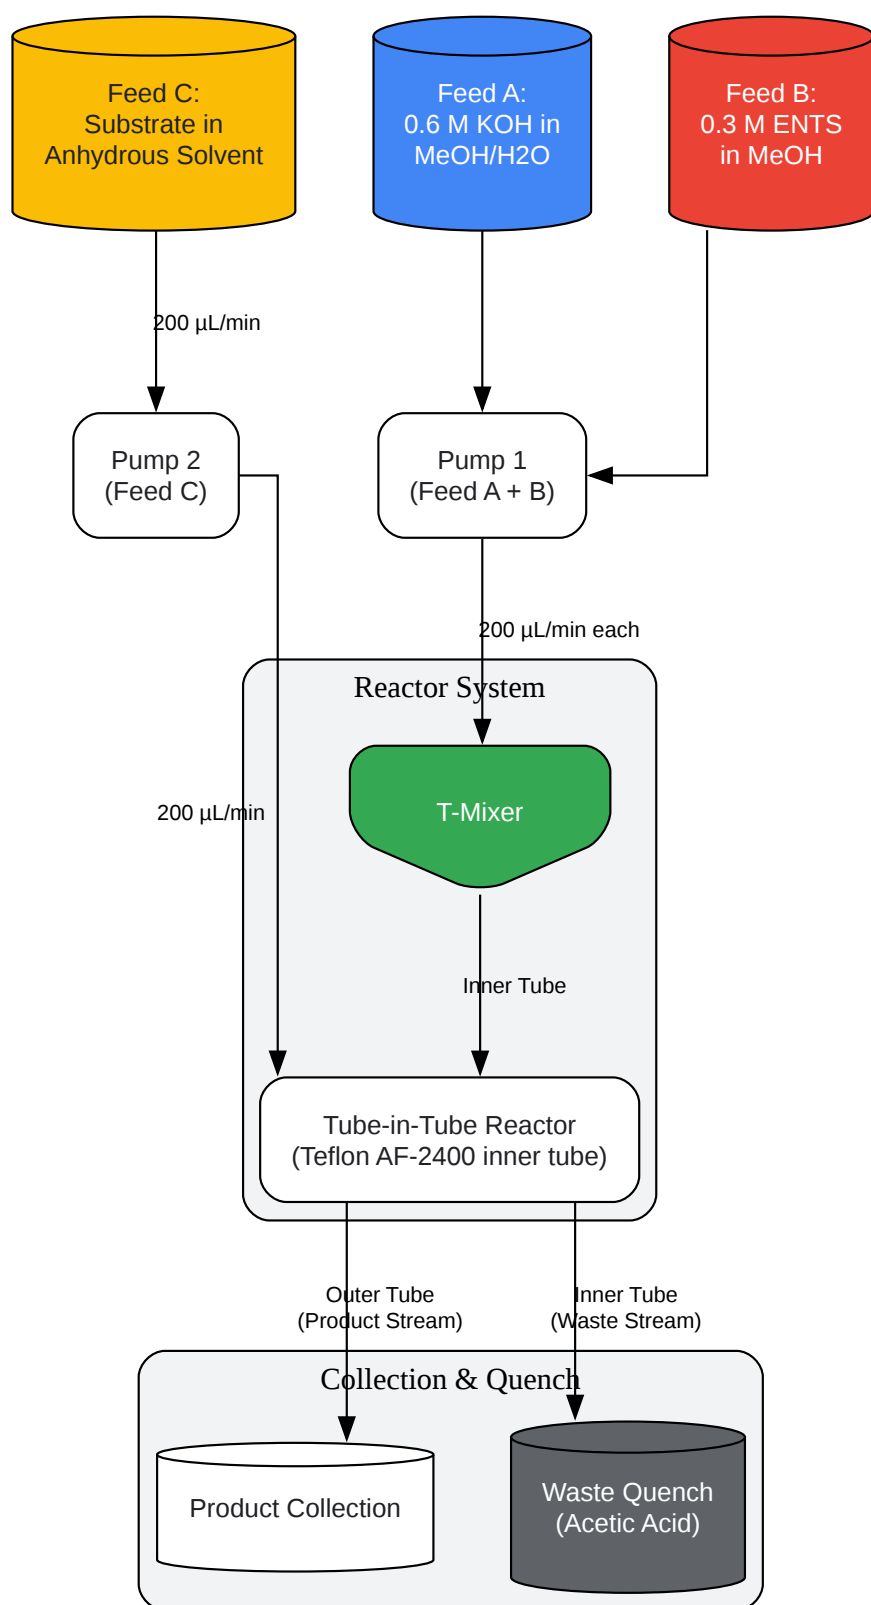 Feed C:
Substrate in
Anhydrous Solvent
Feed A:
0.6 M KOH in
MeOH/H2O
Feed B:
0.3 M ENTS
in MeOH
200 µL/min
Pump 2
(Feed C)
Pump 1
(Feed A + B)
200 µL/min each
Reactor System
200 µL/min
T-Mixer
Inner Tube
Tube-in-Tube Reactor
(Teflon AF-2400 inner tube)
Outer Tube
(Product Stream)
Inner Tube
(Waste Stream)
Collection & Quench
Product Collection
Waste Quench
(Acetic Acid)